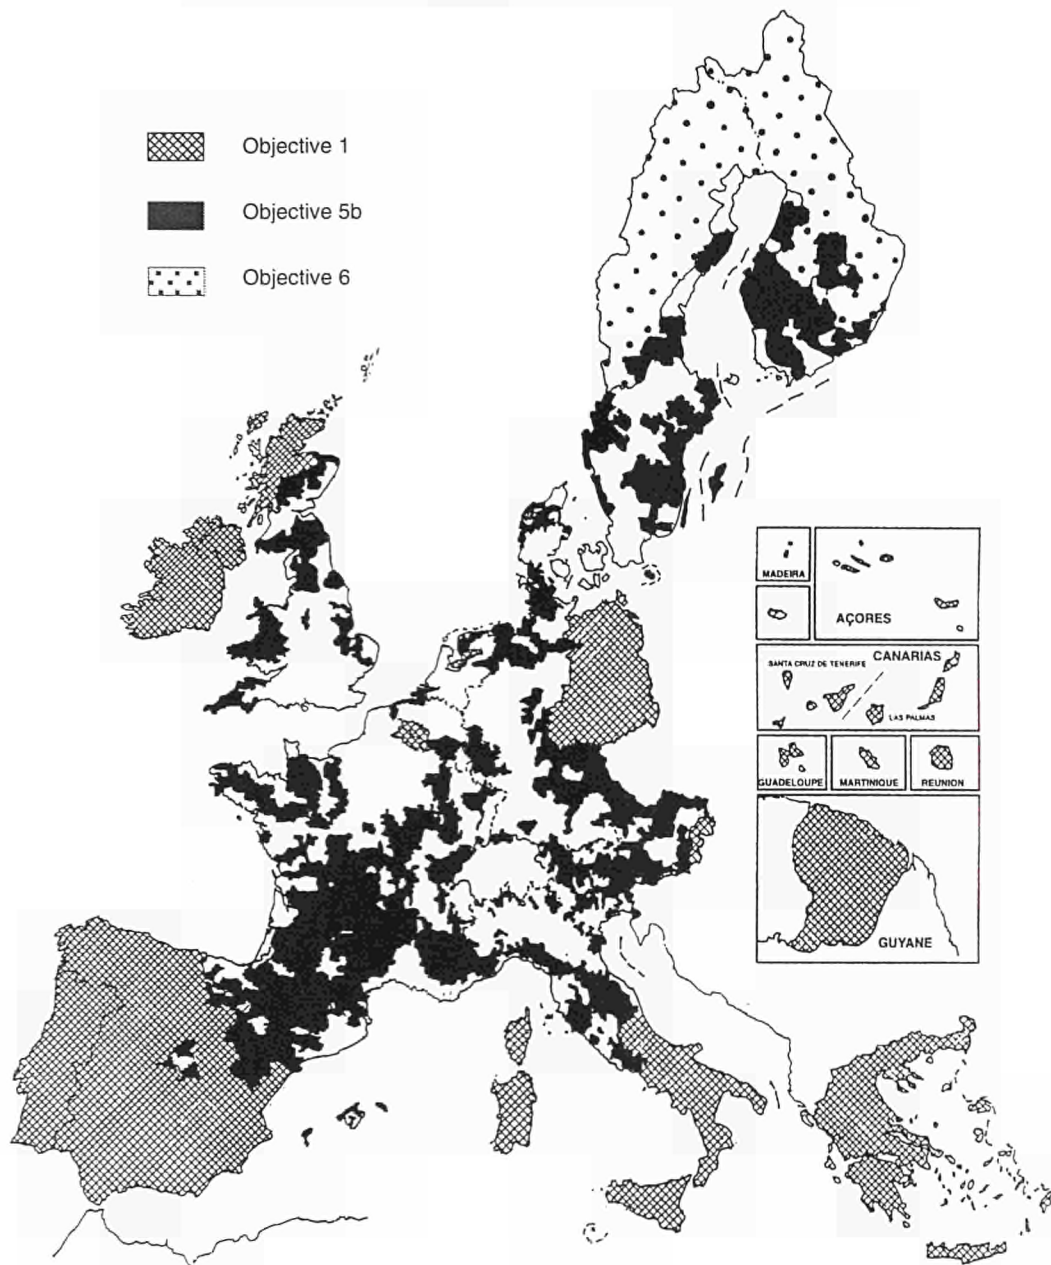 Objective 1
Objective 5b
Objective 6
MADEIRA
AÇORES
SANTA CRUZ DE TENERIFE
CANARIAS
LAS PALMAS
GUADELOUPE
MARTINIQUE
REUNION
GUYANE